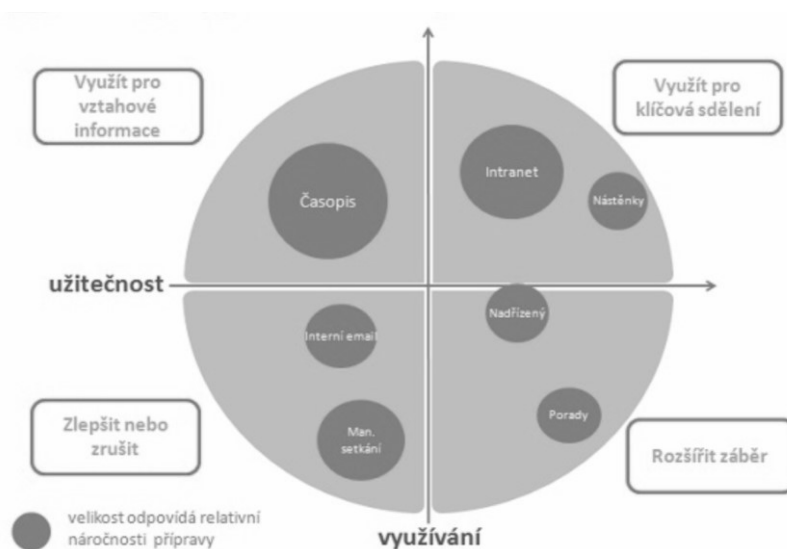 Využít pro
vztahové
informace
Využít pro
klíčová sdělení
Časopis
Intranet
Nástěnky
užitečnost
Nadřízený
Interní email
Man.
setkání
Porady
Zlepšit nebo
zrušit
Rozšířit záběr
velikost odpovídá relativní
náročnosti přípravy
využívání